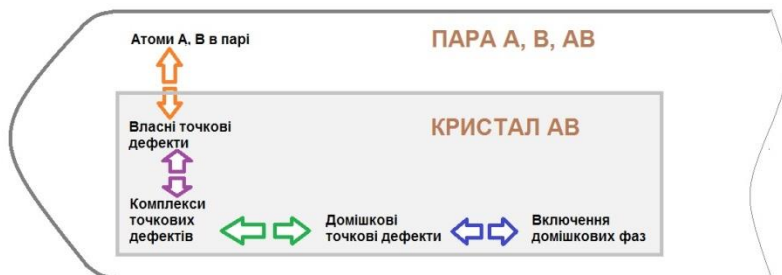 Атоми А, В в парі
ПАРА А, В, АВ
Власні точкові
дефекти
КРИСТАЛ АВ
Комплекси
точкових
дефектів
Домішкові
точкові дефекти
Включення
домішкових фаз